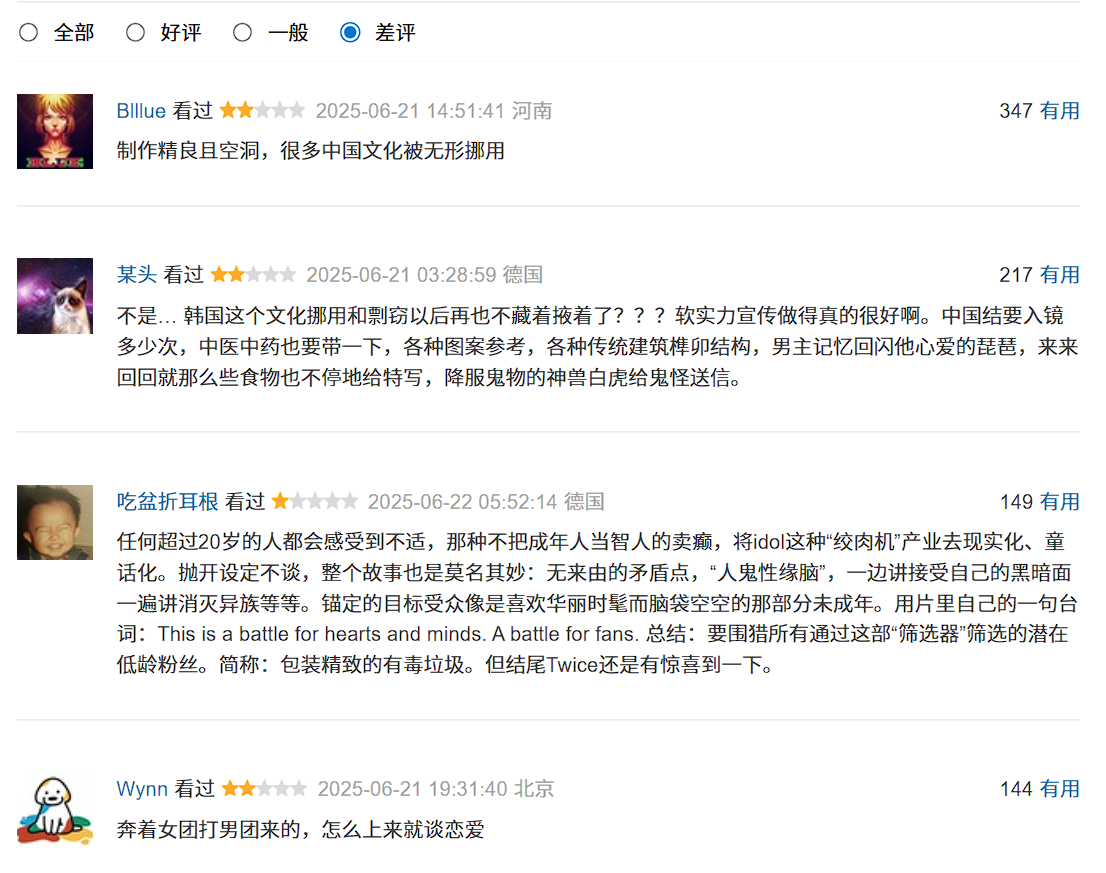 全部 好评 一般 差评
Blllue 看过 2025-06-21 14:51:41 河南 347 有用
制作精良且空洞，很多中国文化被无形挪用
某头 看过 2025-06-21 03:28:59 德国 217 有用
不是… 韩国这个文化挪用和剽窃以后再也不藏着掖着了？？？软实力宣传做得真的很好啊。中国结要入镜
多少次，中医中药也要带一下，各种图案参考，各种传统建筑榫卯结构，男主记忆回闪他心爱的琵琶，来来
回回就那么些食物也不停地给特写，降服鬼物的神兽白虎给鬼怪送信。
吃盆折耳根 看过 2025-06-22 05:52:14 德国 149 有用
任何超过20岁的人都会感受到不适，那种不把成年人当智人的卖癫，将idol这种“绞肉机”产业去现实化、童
话化。抛开设定不谈，整个故事也是莫名其妙：无来由的矛盾点，“人鬼性缘脑”，一边讲接受自己的黑暗面
一遍讲消灭异族等等。锚定的目标受众像是喜欢华丽时髦而脑袋空空的那部分未成年。用片里自己的一句台
词：This is a battle for hearts and minds. A battle for fans. 总结：要围猎所有通过这部“筛选器”筛选的潜在
低龄粉丝。简称：包装精致的有毒垃圾。但结尾Twice还是有惊喜到一下。
Wynn 看过 2025-06-21 19:31:40 北京 144 有用
奔着女团打男团来的，怎么上来就谈恋爱